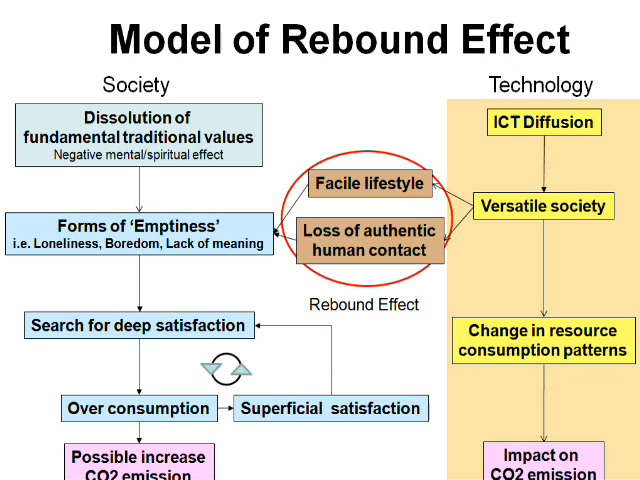 Model of Rebound Effect
Society
Technology
Dissolution of
fundamental traditional values
Negative mental/spiritual effect
ICT Diffusion
Facile lifestyle
Versatile society
Forms of ‘Emptiness’
i.e. Loneliness, Boredom, Lack of meaning
Loss of authentic
human contact
Rebound Effect
Search for deep satisfaction
Change in resource
consumption patterns
Over consumption
Superficial satisfaction
Possible increase
CO2 emission
Impact on
CO2 emission